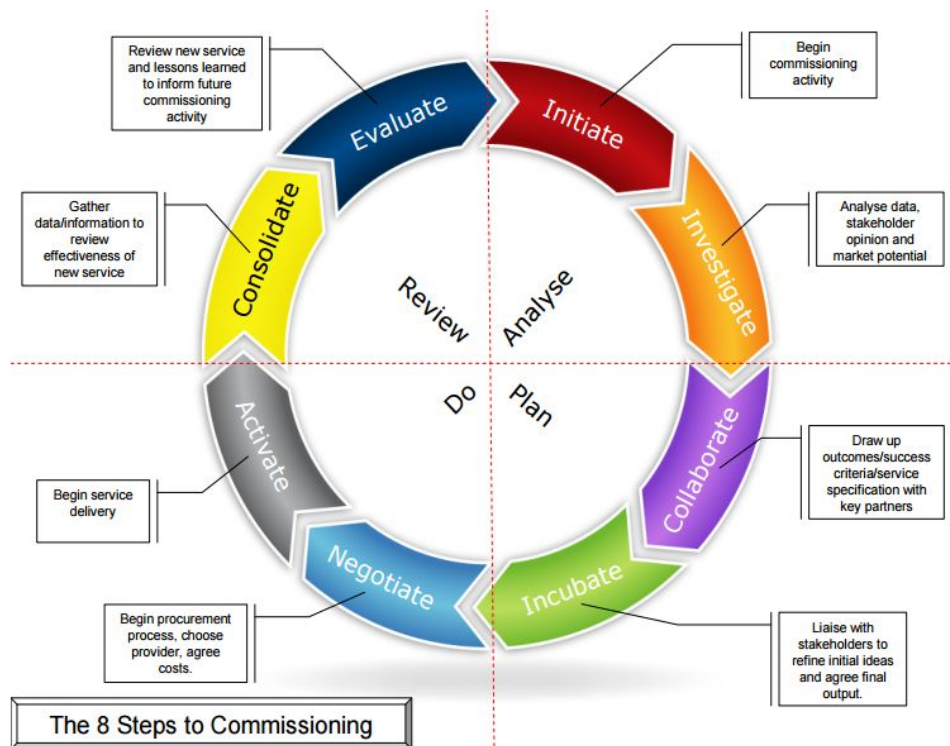 Review new service
and lessons learned
to inform future
commissioning
activity
Evaluate
Initiate
Begin
commissioning
activity
Gather
data/information to
review
effectiveness of
new service
Consolidate
Investigate
Analyse data,
stakeholder
opinion and
market potential
Review
Analyse
Do
Plan
Activate
Begin service
delivery
Collaborate
Draw up
outcomes/success
criteria/service
specification with
key partners
Negotiate
Begin procurement
process, choose
provider, agree
costs.
Incubate
Liaise with
stakeholders to
refine initial ideas
and agree final
output.
The 8 Steps to Commissioning